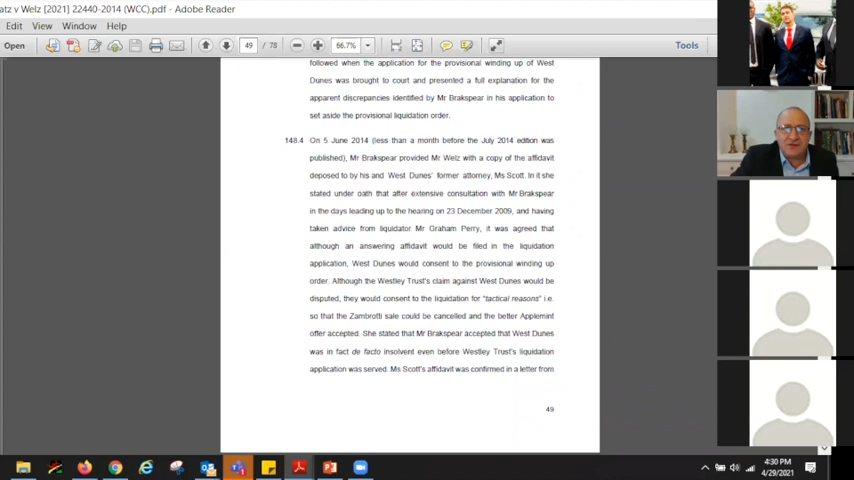 atz v Welz [2021] 22440-2014 (WCC).pdf - Adobe Reader
Edit View Window Help
Open 49 / 78 66.7% Tools
followed when the application for the provisional winding up of West
Dunes was brought to court and presented a full explanation for the
apparent discrepancies identified by Mr Brakspear in his application to
set aside the provisional liquidation order.
148.4 On 5 June 2014 (less than a month before the July 2014 edition was
published), Mr Brakspear provided Mr Welz with a copy of the affidavit
deposed to by his and West Dunes' former attorney, Ms Scott. In it she
stated under oath that after extensive consultation with Mr Brakspear
in the days leading up to the hearing on 23 December 2009, and having
taken advice from liquidator Mr Graham Perry, it was agreed that
although an answering affidavit would be filed in the liquidation
application, West Dunes would consent to the provisional winding up
order. Although the Westley Trust's claim against West Dunes would be
disputed, they would consent to the liquidation for "tactical reasons" i.e.
so that the Zambrotti sale could be cancelled and the better Applemint
offer accepted. She stated that Mr Brakspear accepted that West Dunes
was in fact de facto insolvent even before Westley Trust's liquidation
application was served. Ms Scott's affidavit was confirmed in a letter from
49
4:30 PM
4/29/2021